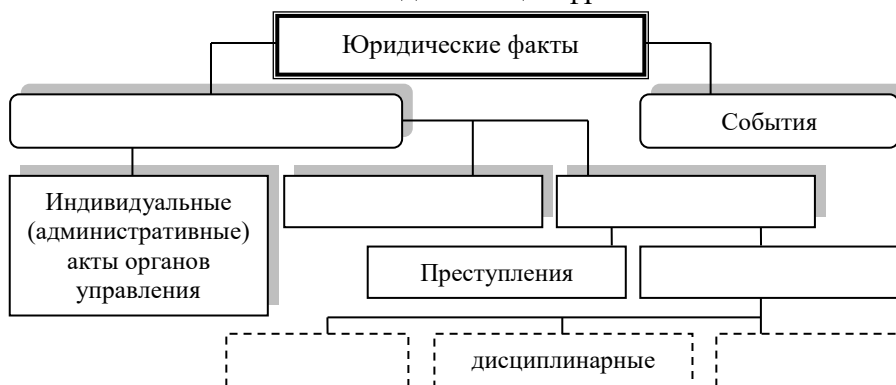 Юридические факты
События
Индивидуальные
(административные)
акты органов
управления
Преступления
дисциплинарные